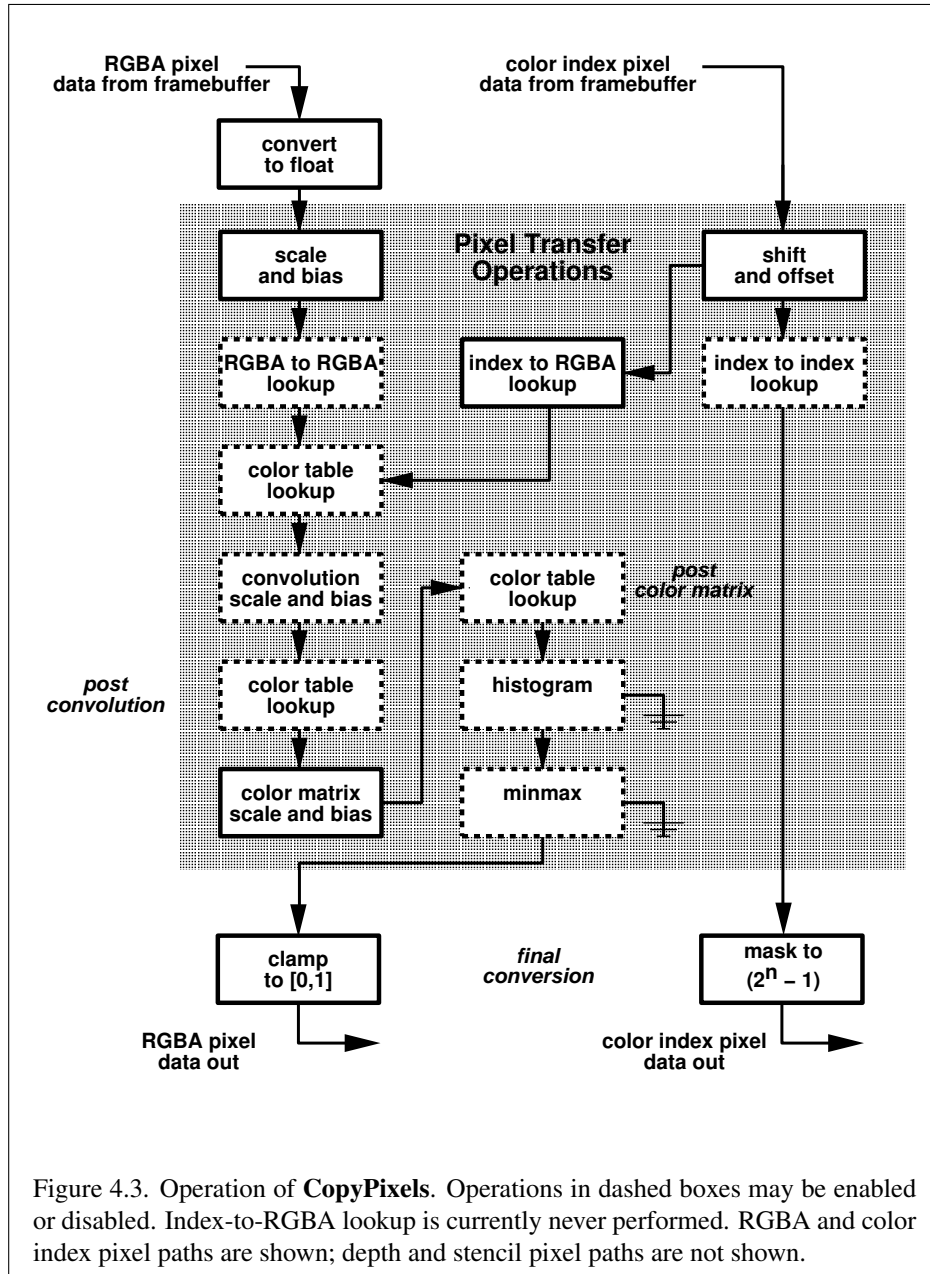 RGBA pixel
data from framebuffer
color index pixel
data from framebuffer
convert
to float
Pixel Transfer
Operations
scale
and bias
shift
and offset
RGBA to RGBA
lookup
index to RGBA
lookup
index to index
lookup
color table
lookup
convolution
scale and bias
color table
lookup
post
color matrix
post
convolution
color table
lookup
histogram
color matrix
scale and bias
minmax
clamp
to [0,1]
final
conversion
mask to
(2^n − 1)
RGBA pixel
data out
color index pixel
data out
Figure 4.3. Operation of CopyPixels. Operations in dashed boxes may be enabled
or disabled. Index-to-RGBA lookup is currently never performed. RGBA and color
index pixel paths are shown; depth and stencil pixel paths are not shown.